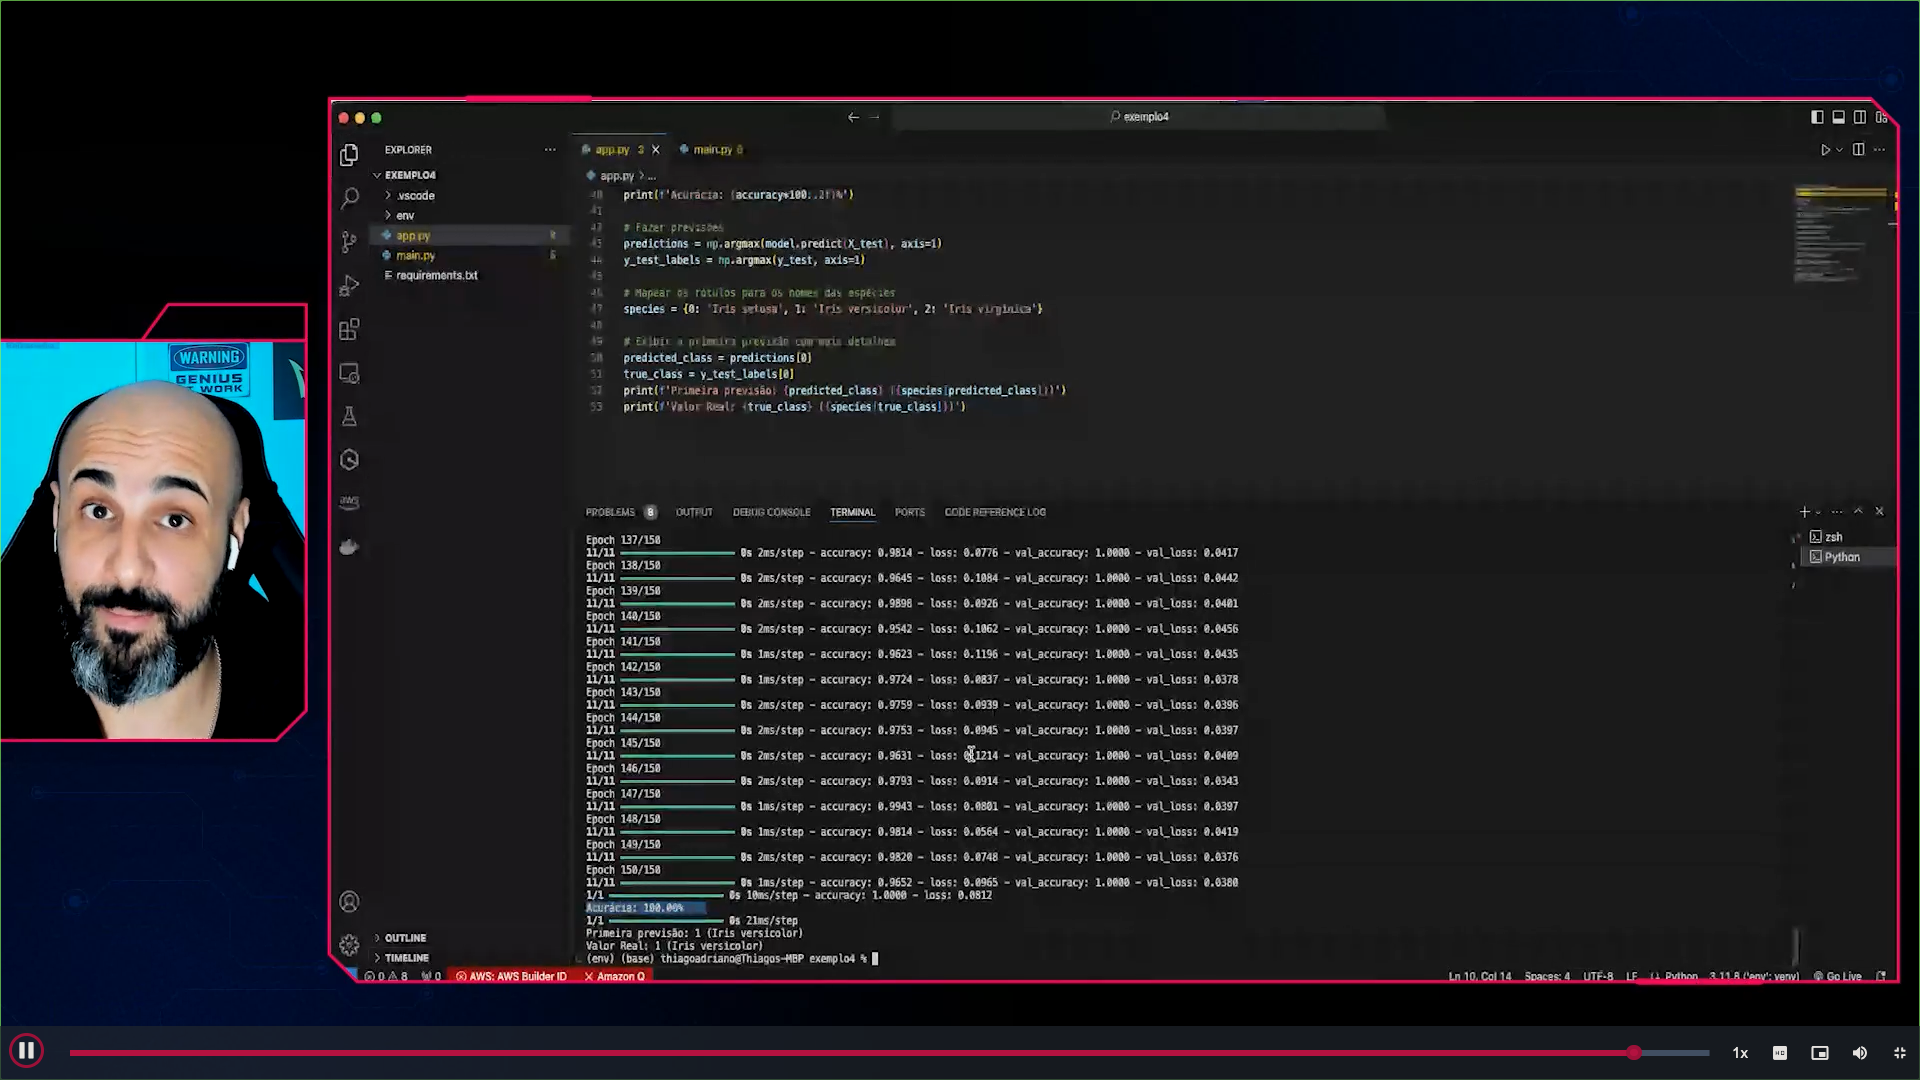 exemplo4
EXPLORER
EXEMPLO4
.vscode
env
app.py
main.py
requirements.txt
OUTLINE
TIMELINE
app.py 3
main.py 6
app.py > ...
40 print(f'Acurácia: {accuracy*100:.2f}%')
41
42 # Fazer previsões
43 predictions = np.argmax(model.predict(X_test), axis=1)
44 y_test_labels = np.argmax(y_test, axis=1)
45
46 # Mapear os rótulos para os nomes das espécies
47 species = {0: 'Iris setosa', 1: 'Iris versicolor', 2: 'Iris virginica'}
48
49 # Exibir a primeira previsão com mais detalhes
50 predicted_class = predictions[0]
51 true_class = y_test_labels[0]
52 print(f'Primeira previsão: {predicted_class} ({species[predicted_class]})')
53 print(f'Valor Real: {true_class} ({species[true_class]})')
WARNING
GENIUS
AT WORK
PROBLEMS 8 OUTPUT DEBUG CONSOLE TERMINAL PORTS CODE REFERENCE LOG
zsh
Python
Epoch 137/150
11/11 0s 2ms/step - accuracy: 0.9814 - loss: 0.0776 - val_accuracy: 1.0000 - val_loss: 0.0417
Epoch 138/150
11/11 0s 2ms/step - accuracy: 0.9645 - loss: 0.1084 - val_accuracy: 1.0000 - val_loss: 0.0442
Epoch 139/150
11/11 0s 2ms/step - accuracy: 0.9898 - loss: 0.0926 - val_accuracy: 1.0000 - val_loss: 0.0401
Epoch 140/150
11/11 0s 2ms/step - accuracy: 0.9542 - loss: 0.1062 - val_accuracy: 1.0000 - val_loss: 0.0456
Epoch 141/150
11/11 0s 1ms/step - accuracy: 0.9623 - loss: 0.1196 - val_accuracy: 1.0000 - val_loss: 0.0435
Epoch 142/150
11/11 0s 1ms/step - accuracy: 0.9724 - loss: 0.0837 - val_accuracy: 1.0000 - val_loss: 0.0378
Epoch 143/150
11/11 0s 2ms/step - accuracy: 0.9759 - loss: 0.0939 - val_accuracy: 1.0000 - val_loss: 0.0396
Epoch 144/150
11/11 0s 2ms/step - accuracy: 0.9753 - loss: 0.0945 - val_accuracy: 1.0000 - val_loss: 0.0397
Epoch 145/150
11/11 0s 2ms/step - accuracy: 0.9631 - loss: 0.1214 - val_accuracy: 1.0000 - val_loss: 0.0409
Epoch 146/150
11/11 0s 2ms/step - accuracy: 0.9793 - loss: 0.0914 - val_accuracy: 1.0000 - val_loss: 0.0343
Epoch 147/150
11/11 0s 1ms/step - accuracy: 0.9943 - loss: 0.0801 - val_accuracy: 1.0000 - val_loss: 0.0397
Epoch 148/150
11/11 0s 1ms/step - accuracy: 0.9814 - loss: 0.0564 - val_accuracy: 1.0000 - val_loss: 0.0419
Epoch 149/150
11/11 0s 2ms/step - accuracy: 0.9820 - loss: 0.0748 - val_accuracy: 1.0000 - val_loss: 0.0376
Epoch 150/150
11/11 0s 1ms/step - accuracy: 0.9652 - loss: 0.0965 - val_accuracy: 1.0000 - val_loss: 0.0380
1/1 0s 10ms/step - accuracy: 1.0000 - loss: 0.0812
Acurácia: 100.00%
1/1 0s 21ms/step
Primeira previsão: 1 (Iris versicolor)
Valor Real: 1 (Iris versicolor)
(env) (base) thiagoadriano@Thiagos-MBP exemplo4 %
0 8 0 AWS: AWS Builder ID Amazon Q Ln 10, Col 14 Spaces: 4 UTF-8 LF Python 3.11.8 ('env': venv) Go Live
1x HD